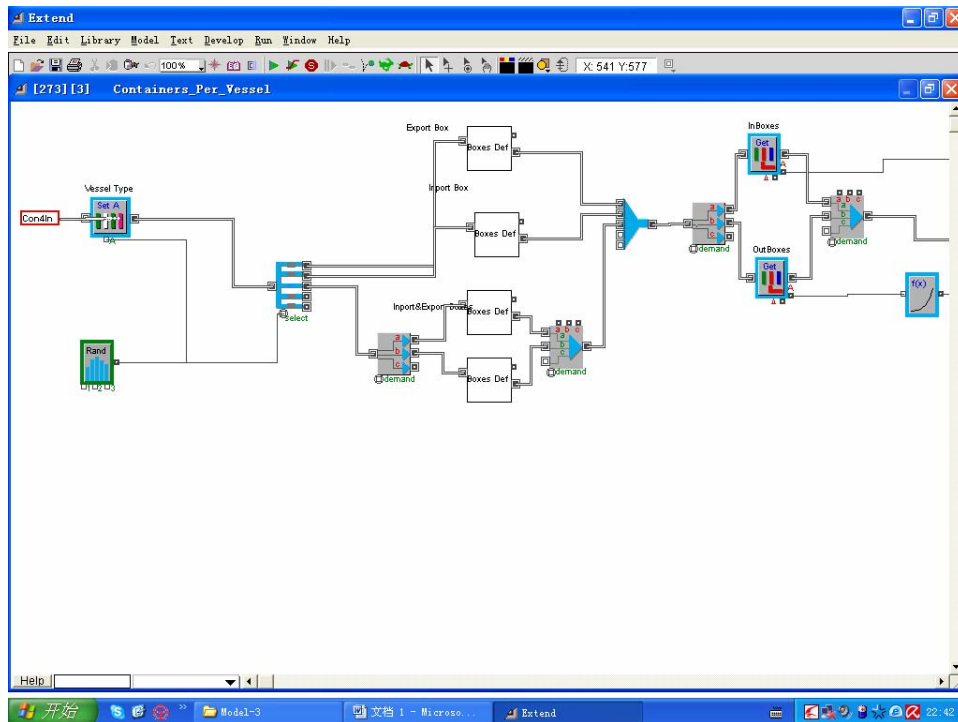 Extend
File Edit Library Model Text Develop Run Window Help
100%
X: 541 Y:577
[273][3] Containers_Per_Vessel
Export Box
Boxes Def
InBoxes
Get
A
Vessel Type
Set A
A
Con4In
Inport Box
Boxes Def
a
b
c
demand
a b c
a
b
c
demand
OutBoxes
Get
A
A
select
f(x)
Inport&Export Boxes
Boxes Def
a
b
c
demand
a b c
a
b
c
demand
Boxes Def
Rand
1 2 3
Help
开始
Model-3
文档 1 - Microso...
Extend
22:42